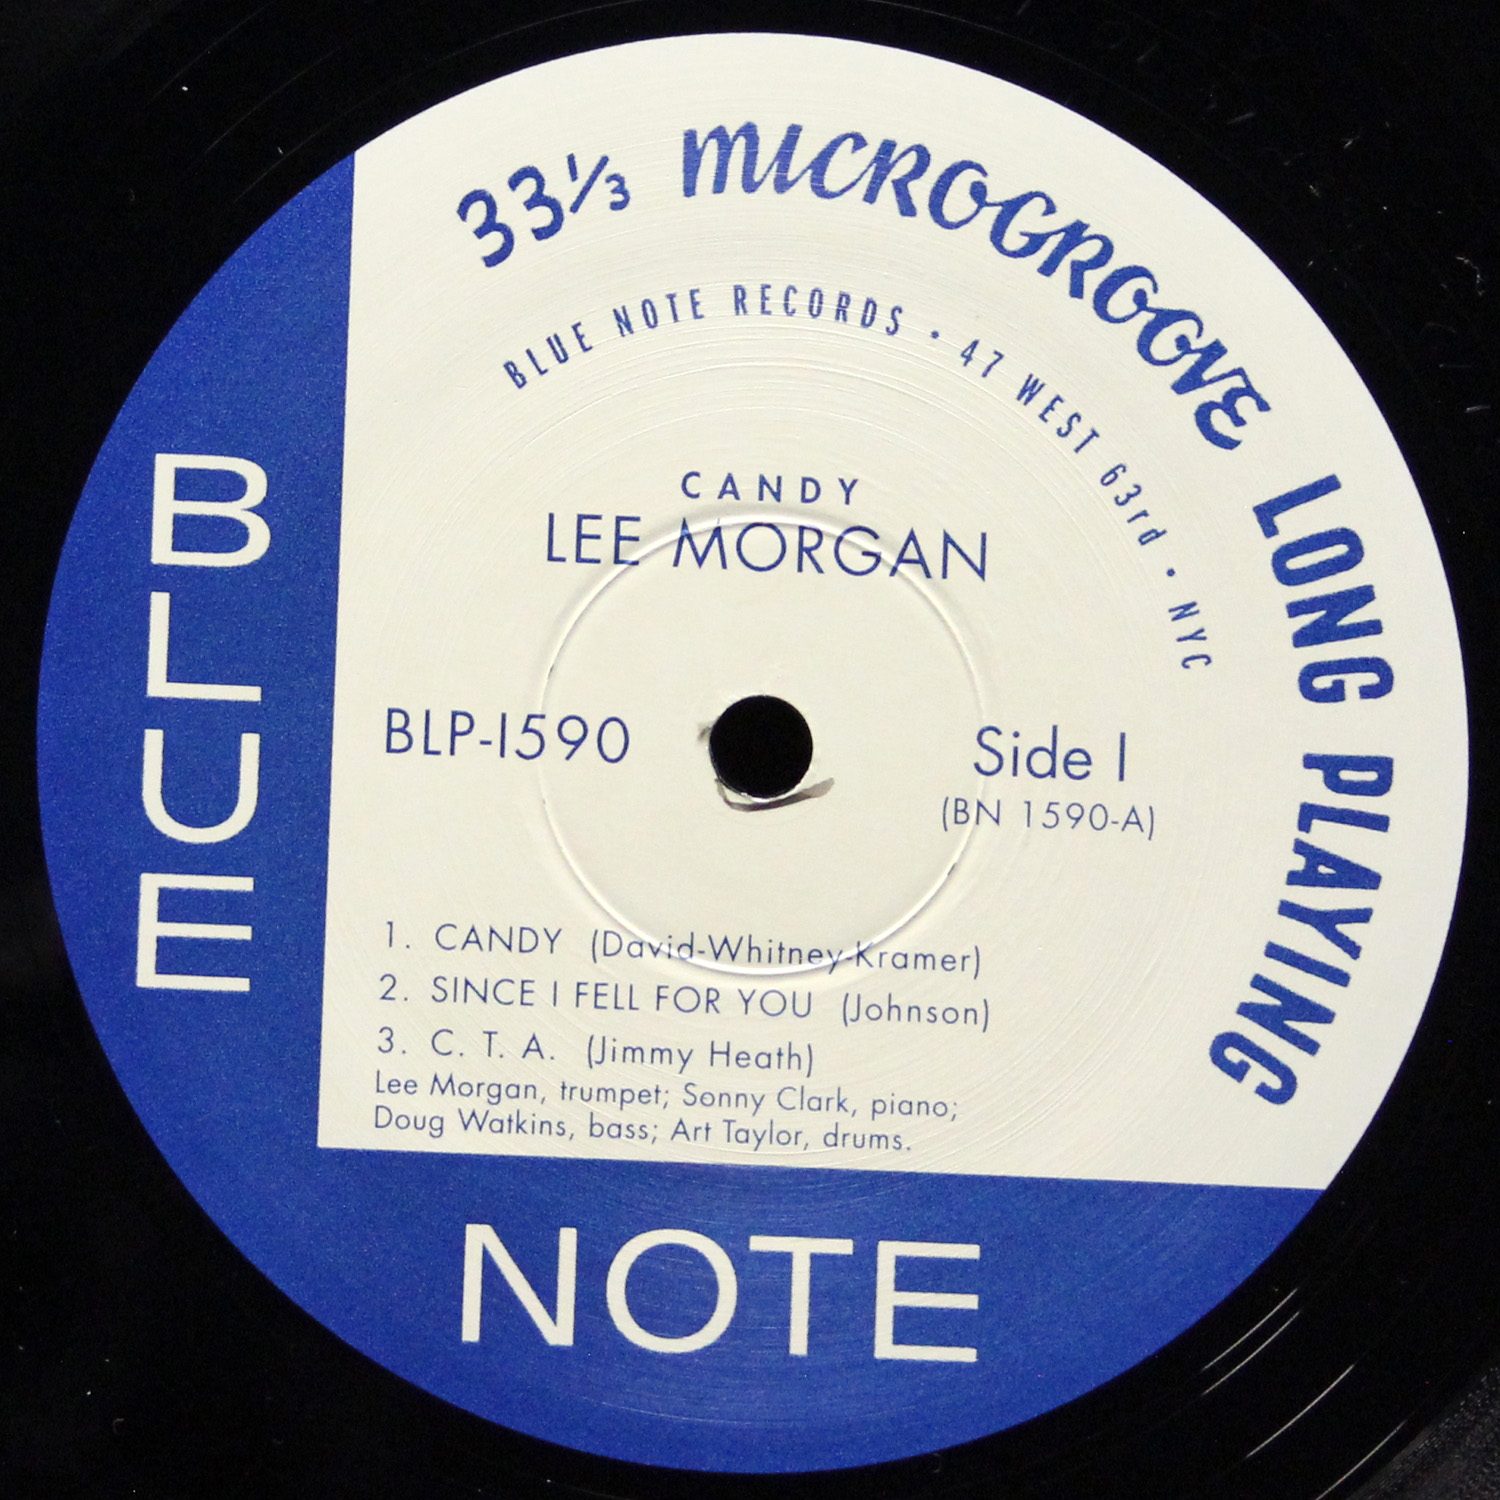 33⅓ MICROGROOVE LONG PLAYING
BLUE NOTE RECORDS • 47 WEST 63rd • NYC
CANDY
LEE MORGAN
BLP-1590
Side 1
(BN 1590-A)
1. CANDY (David-Whitney-Kramer)
2. SINCE I FELL FOR YOU (Johnson)
3. C. T. A. (Jimmy Heath)
Lee Morgan, trumpet; Sonny Clark, piano;
Doug Watkins, bass; Art Taylor, drums.
BLUE
NOTE